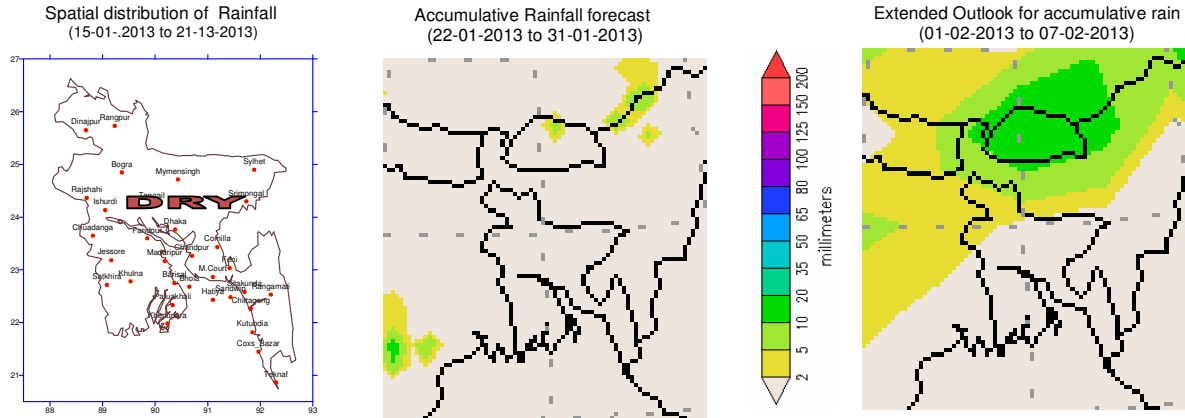 Spatial distribution of Rainfall
(15-01-.2013 to 21-13-2013)
27
26
25
24
23
22
21
88
89
90
91
92
93
Dinajpur
Rangpur
Bogra
Mymensingh
Sylhet
Rajshahi
Ishurdi
Tangail
DRY
Srimongal
Dhaka
Chuadanga
Faridpur
Comilla
Chandpur
Jessore
Madaripur
Feni
Satkhira
Khulna
Barisal
Bhola
M.Court
Hatiya
Sandwip
Sitakunda
Rangamati
Chittagong
Patuakhali
Khepupara
Kutubdia
Coxs_Bazar
Teknaf
Accumulative Rainfall forecast
(22-01-2013 to 31-01-2013)
200
150
125
100
80
65
50
35
20
10
5
2
millimeters
Extended Outlook for accumulative rain
(01-02-2013 to 07-02-2013)